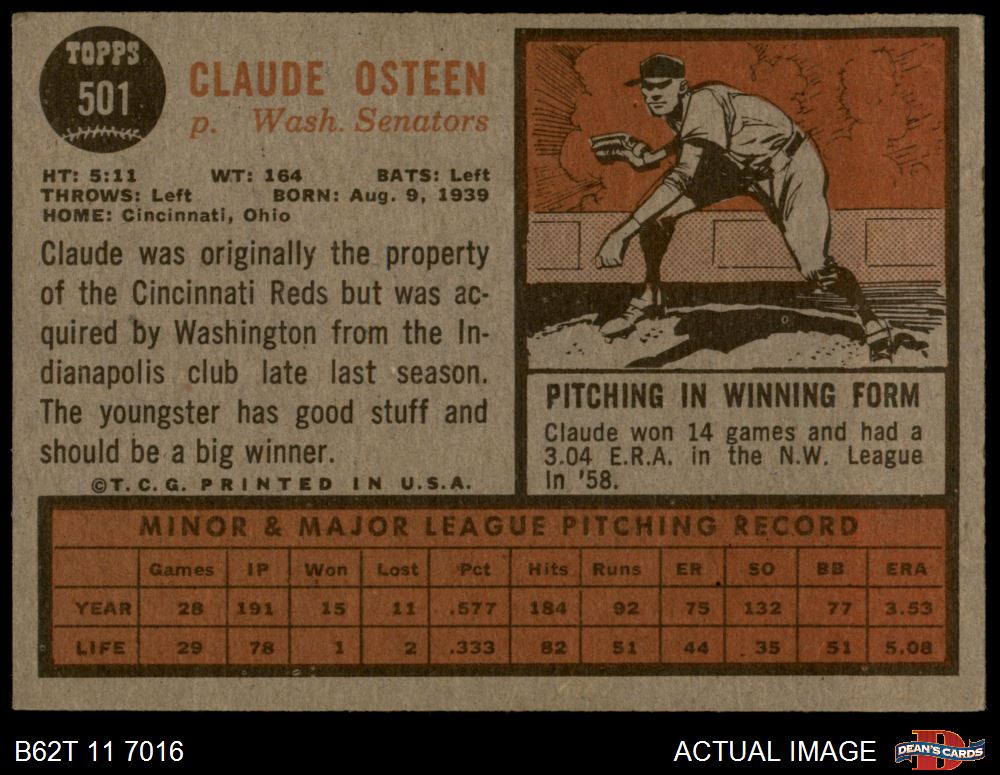 TOPPS
501
CLAUDE OSTEEN
p. Wash. Senators
HT: 5:11 WT: 164 BATS: Left
THROWS: Left BORN: Aug. 9, 1939
HOME: Cincinnati, Ohio
Claude was originally the property
of the Cincinnati Reds but was ac-
quired by Washington from the In-
dianapolis club late last season.
The youngster has good stuff and
should be a big winner.
©T.C.G. PRINTED IN U.S.A.
PITCHING IN WINNING FORM
Claude won 14 games and had a
3.04 E.R.A. in the N.W. League
in '58.
MINOR & MAJOR LEAGUE PITCHING RECORD
Games IP Won Lost Pct Hits Runs ER SO BB ERA
YEAR 28 191 15 11 .577 184 92 75 132 77 3.53
LIFE 29 78 1 2 .333 82 51 44 35 51 5.08
B62T 11 7016
ACTUAL IMAGE
D
DEAN'S CARDS